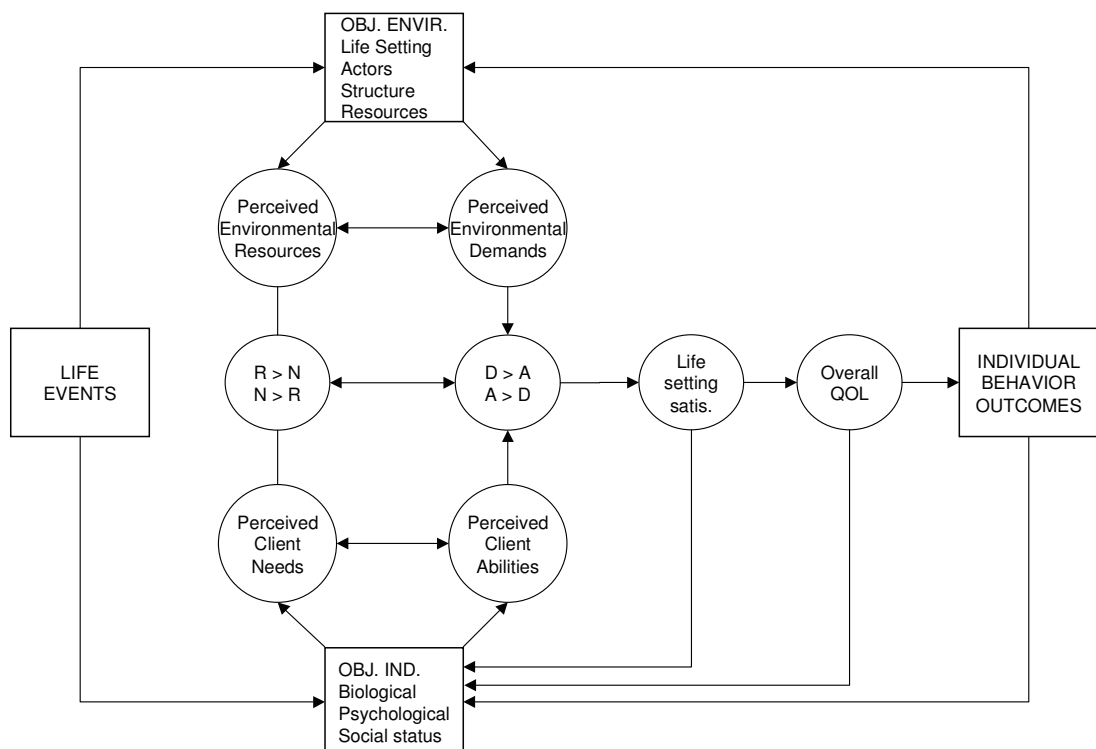 OBJ. ENVIR.
Life Setting
Actors
Structure
Resources
Perceived
Environmental
Resources
Perceived
Environmental
Demands
LIFE
EVENTS
R > N
N > R
D > A
A > D
Life
setting
satis.
Overall
QOL
INDIVIDUAL
BEHAVIOR
OUTCOMES
Perceived
Client
Needs
Perceived
Client
Abilities
OBJ. IND.
Biological
Psychological
Social status